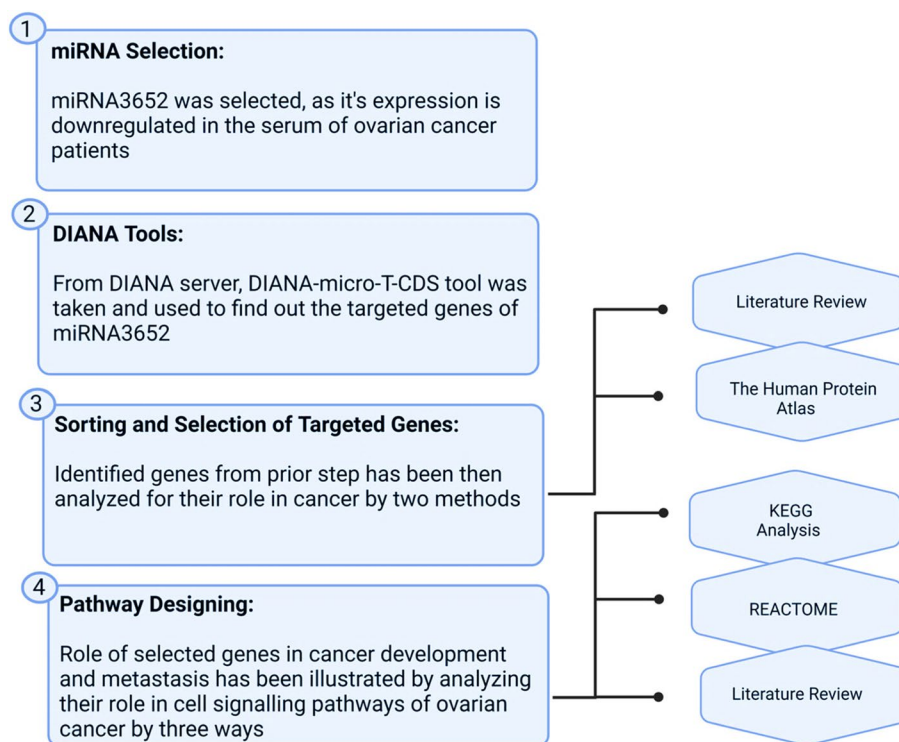 1
miRNA Selection:
miRNA3652 was selected, as it's expression is
downregulated in the serum of ovarian cancer
patients
2
DIANA Tools:
From DIANA server, DIANA-micro-T-CDS tool was
taken and used to find out the targeted genes of
miRNA3652
3
Sorting and Selection of Targeted Genes:
Identified genes from prior step has been then
analyzed for their role in cancer by two methods
Literature Review
The Human Protein
Atlas
4
Pathway Designing:
Role of selected genes in cancer development
and metastasis has been illustrated by analyzing
their role in cell signalling pathways of ovarian
cancer by three ways
KEGG
Analysis
REACTOME
Literature Review